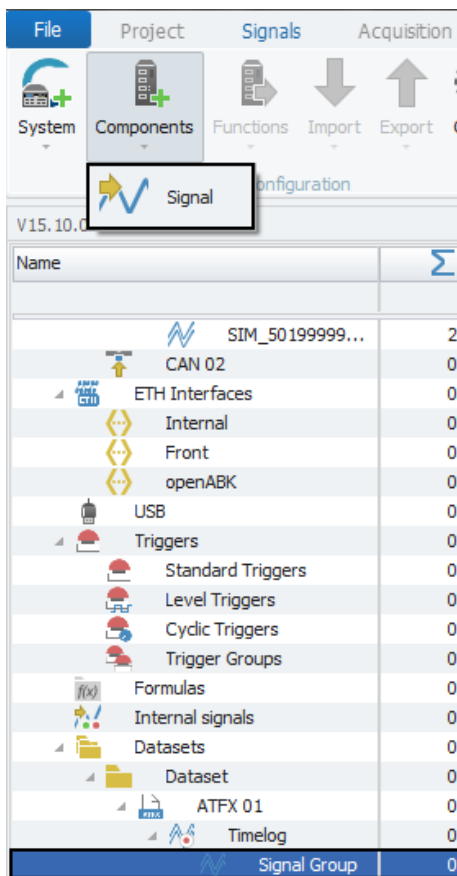 File Project Signals Acquisition
System Components Functions Import Export
Signal
V15.10.0
Name Σ
SIM_50199999... 2
CAN 02 0
ETH Interfaces 0
Internal 0
Front 0
openABK 0
USB 0
Triggers 0
Standard Triggers 0
Level Triggers 0
Cyclic Triggers 0
Trigger Groups 0
f(x) Formulas 0
Internal signals 0
Datasets 0
Dataset 0
ATFX ATFX 01 0
Timelog 0
Signal Group 0